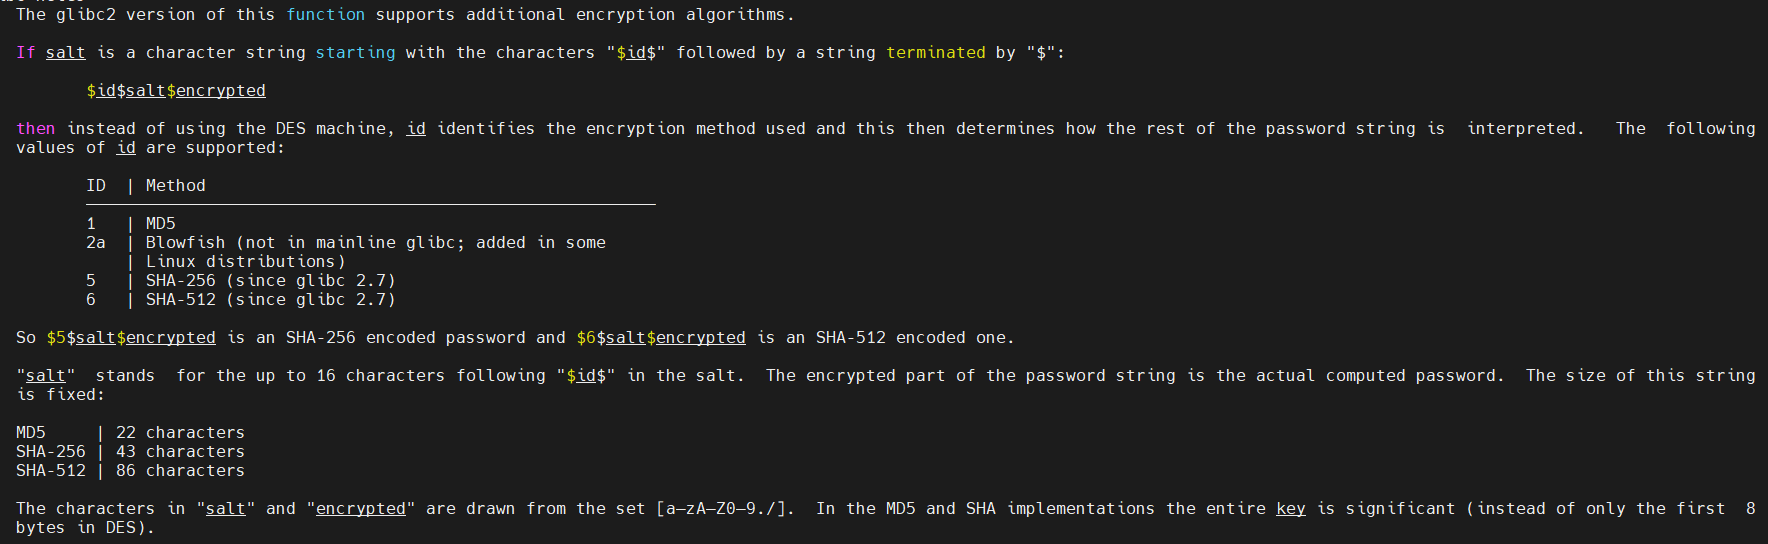 The glibc2 version of this function supports additional encryption algorithms.
If salt is a character string starting with the characters "$id$" followed by a string terminated by "$":
$id$salt$encrypted
then instead of using the DES machine, id identifies the encryption method used and this then determines how the rest of the password string is  interpreted.   The  following
values of id are supported:
ID  | Method
1   | MD5
2a  | Blowfish (not in mainline glibc; added in some
| Linux distributions)
5   | SHA-256 (since glibc 2.7)
6   | SHA-512 (since glibc 2.7)
So $5$salt$encrypted is an SHA-256 encoded password and $6$salt$encrypted is an SHA-512 encoded one.
"salt"  stands  for the up to 16 characters following "$id$" in the salt.  The encrypted part of the password string is the actual computed password.  The size of this string
is fixed:
MD5     | 22 characters
SHA-256 | 43 characters
SHA-512 | 86 characters
The characters in "salt" and "encrypted" are drawn from the set [a–zA–Z0–9./].  In the MD5 and SHA implementations the entire key is significant (instead of only the first  8
bytes in DES).